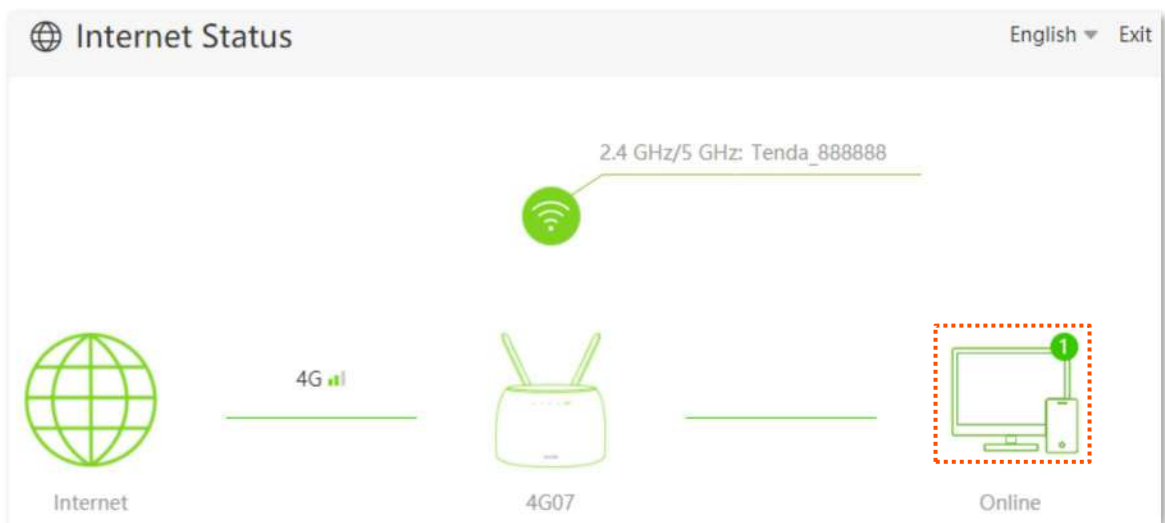 Internet Status
English Exit
2.4 GHz/5 GHz: Tenda_888888
1
4G
Internet
4G07
Online